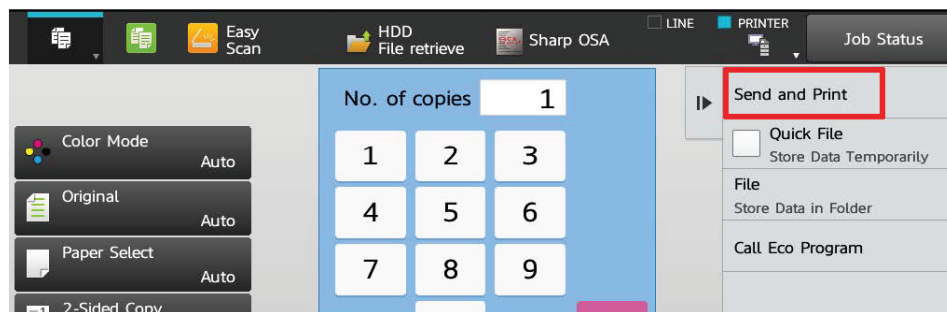 Easy
Scan
HDD
File retrieve
OSA
Sharp OSA
LINE
PRINTER
Job Status
No. of copies 1
Send and Print
Quick File
Store Data Temporarily
File
Store Data in Folder
Call Eco Program
Color Mode
Auto
Original
Auto
Paper Select
Auto
2-Sided Copy
1 2 3
4 5 6
7 8 9